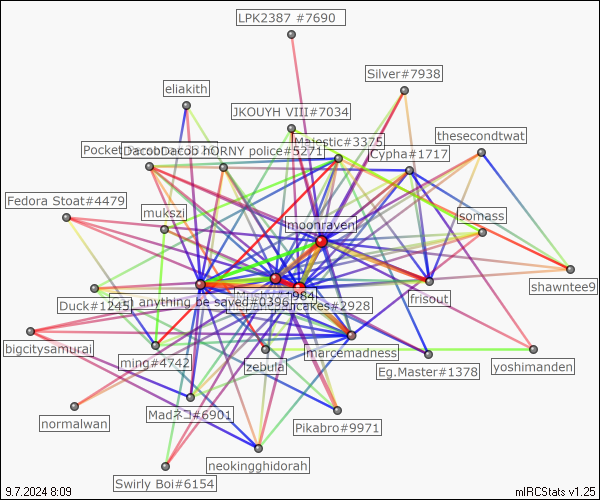 LPK2387 #7690
Silver#7938
eliakith
JKOUYH VIII#7034
thesecondtwat
Majestic#3375
Pocket
DacobDacob
hORNY police#5271
Cypha#1717
Fedora Stoat#4479
mukszi
somass
moonraven
shawntee9
frisout
Duck#1245
anything be saved#0396
1984
cakes#2928
bigcitysamurai
ming#4742
zebula
marcemadness
Eg.Master#1378
yoshimanden
normalwan
Madネコ#6901
Pikabro#9971
neokingghidorah
Swirly Boi#6154
9.7.2024 8:09
mIRCStats v1.25